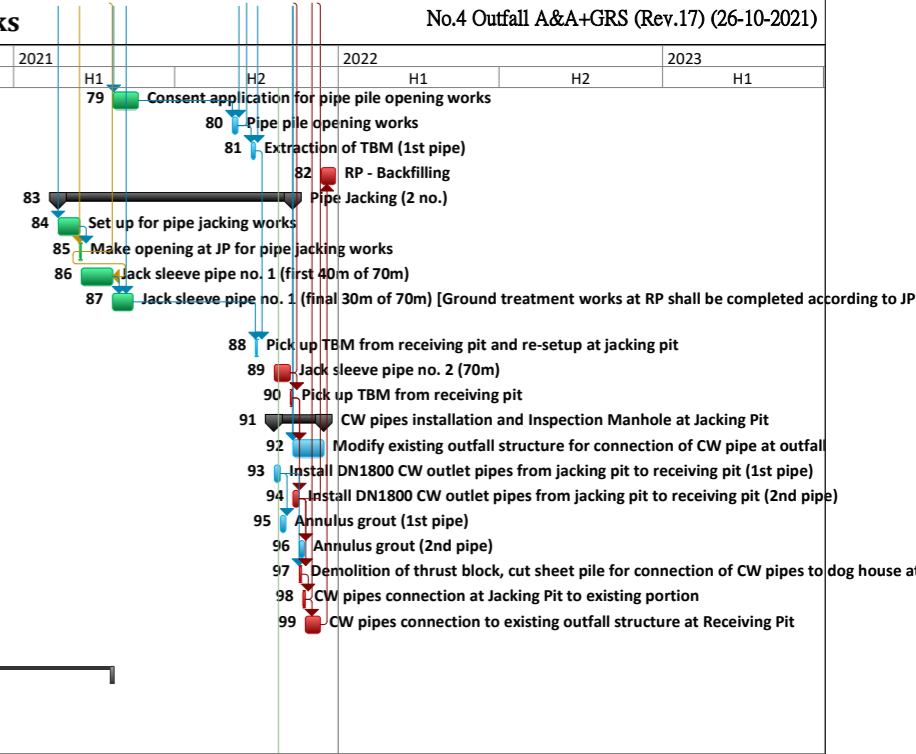 ks
No.4 Outfall A&A+GRS (Rev.17) (26-10-2021)
2021 2022 2023
H1 H2 H1 H2 H1
79 Consent application for pipe pile opening works
80 Pipe pile opening works
81 Extraction of TBM (1st pipe)
82 RP - Backfilling
83 Pipe Jacking (2 no.)
84 Set up for pipe jacking works
85 Make opening at JP for pipe jacking works
86 Jack sleeve pipe no. 1 (first 40m of 70m)
87 Jack sleeve pipe no. 1 (final 30m of 70m) [Ground treatment works at RP shall be completed according to JP
88 Pick up TBM from receiving pit and re-setup at jacking pit
89 Jack sleeve pipe no. 2 (70m)
90 Pick up TBM from receiving pit
91 CW pipes installation and Inspection Manhole at Jacking Pit
92 Modify existing outfall structure for connection of CW pipe at outfall
93 Install DN1800 CW outlet pipes from jacking pit to receiving pit (1st pipe)
94 Install DN1800 CW outlet pipes from jacking pit to receiving pit (2nd pipe)
95 Annulus grout (1st pipe)
96 Annulus grout (2nd pipe)
97 Demolition of thrust block, cut sheet pile for connection of CW pipes to dog house at
98 CW pipes connection at Jacking Pit to existing portion
99 CW pipes connection to existing outfall structure at Receiving Pit